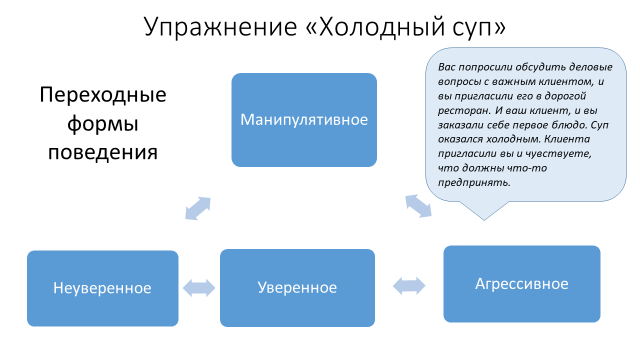 Упражнение «Холодный суп»
Переходные
формы
поведения
Манипулятивное
Вас попросили обсудить деловые
вопросы с важным клиентом, и
вы пригласили его в дорогой
ресторан. И ваш клиент, и вы
заказали себе первое блюдо. Суп
оказался холодным. Клиента
пригласили вы и чувствуете,
что должны что-то
предпринять.
Неуверенное
Уверенное
Агрессивное